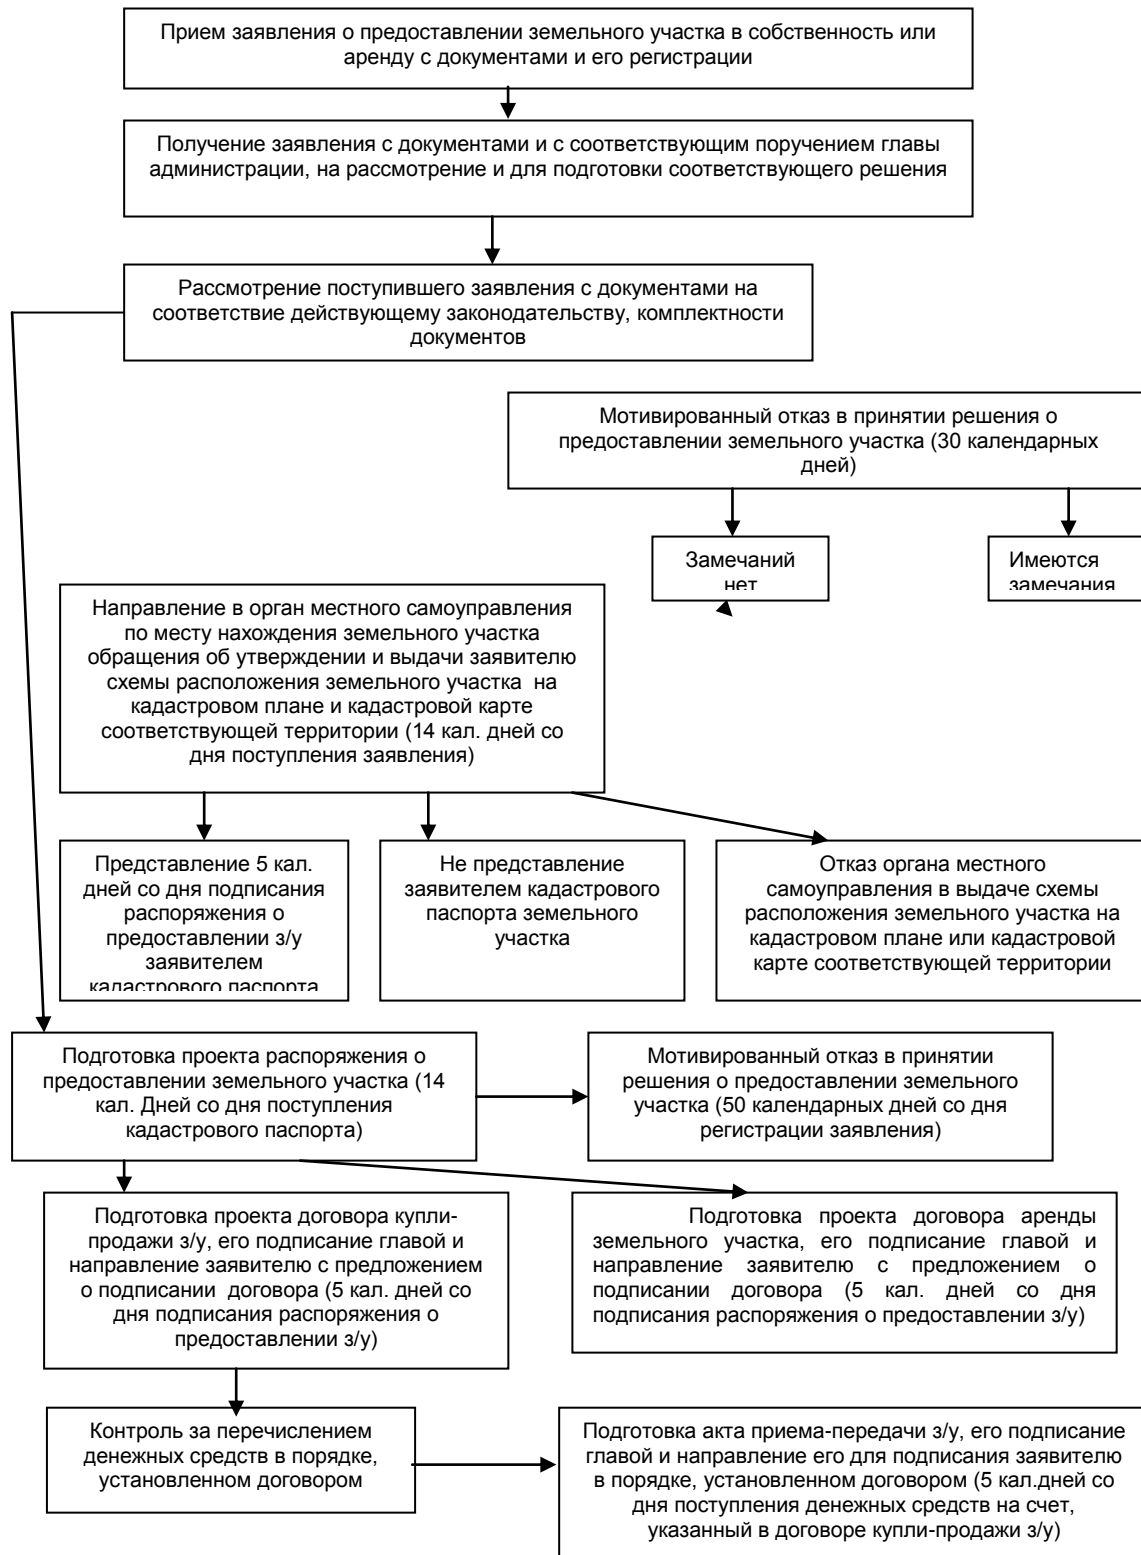 Прием заявления о предоставлении земельного участка в собственность или
аренду с документами и его регистрации
Получение заявления с документами и с соответствующим поручением главы
администрации, на рассмотрение и для подготовки соответствующего решения
Рассмотрение поступившего заявления с документами на
соответствие действующему законодательству, комплектности
документов
Мотивированный отказ в принятии решения о
предоставлении земельного участка (30 календарных
дней)
Замечаний
нет
Имеются
замечания
Направление в орган местного самоуправления
по месту нахождения земельного участка
обращения об утверждении и выдачи заявителю
схемы расположения земельного участка на
кадастровом плане и кадастровой карте
соответствующей территории (14 кал. дней со
дня поступления заявления)
Представление 5 кал.
дней со дня подписания
распоряжения о
предоставлении з/у
заявителем
кадастрового паспорта
Не представление
заявителем кадастрового
паспорта земельного
участка
Отказ органа местного
самоуправления в выдаче схемы
расположения земельного участка на
кадастровом плане или кадастровой
карте соответствующей территории
Подготовка проекта распоряжения о
предоставлении земельного участка (14
кал. Дней со дня поступления
кадастрового паспорта)
Мотивированный отказ в принятии
решения о предоставлении земельного
участка (50 календарных дней со дня
регистрации заявления)
Подготовка проекта договора купли-
продажи з/у, его подписание главой и
направление заявителю с предложением
о подписании договора (5 кал. дней со
дня подписания распоряжения о
предоставлении з/у)
Подготовка проекта договора аренды
земельного участка, его подписание главой и
направление заявителю с предложением о
подписании договора (5 кал. дней со дня
подписания распоряжения о предоставлении з/у)
Контроль за перечислением
денежных средств в порядке,
установленном договором
Подготовка акта приема-передачи з/у, его подписание
главой и направление его для подписания заявителю
в порядке, установленном договором (5 кал.дней со
дня поступления денежных средств на счет,
указанный в договоре купли-продажи з/у)